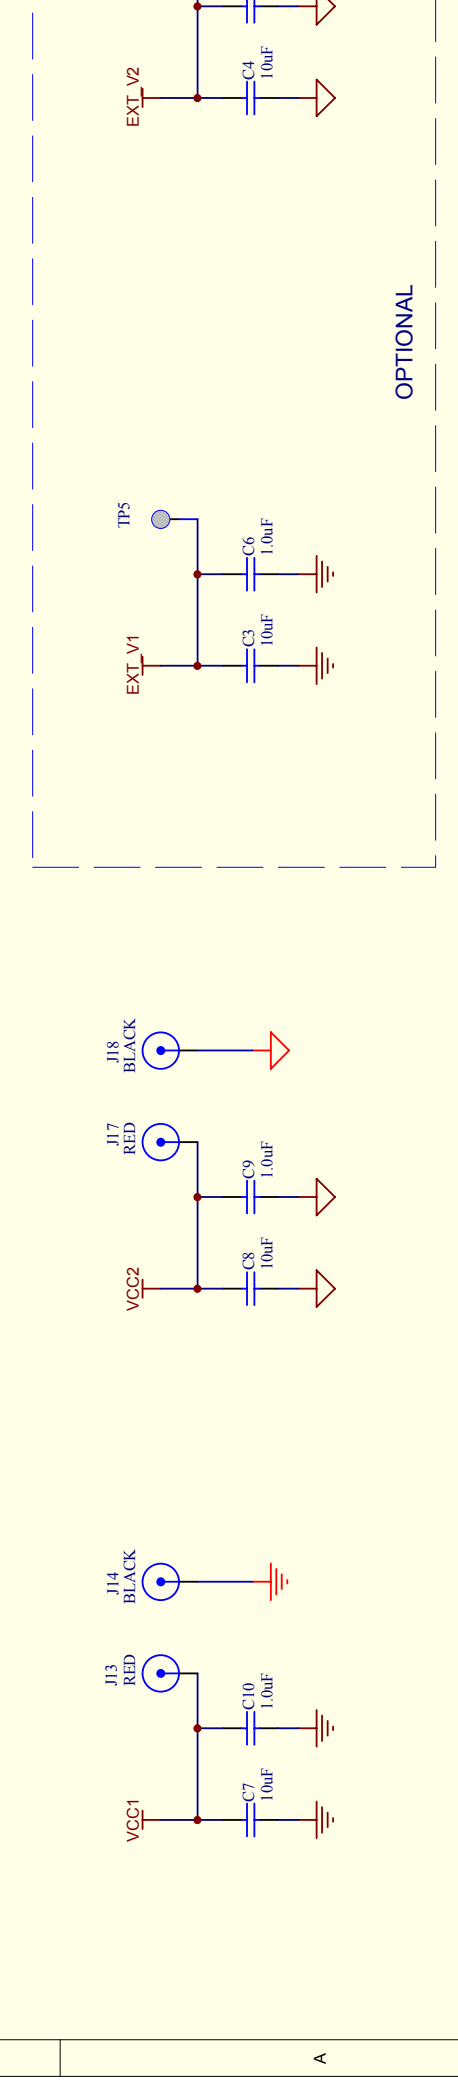 VCC1
C7
10uF
C10
1.0uF
J13
RED
J14
BLACK
VCC2
C8
10uF
C9
1.0uF
J17
RED
J18
BLACK
EXT_V1
C3
10uF
C6
1.0uF
TP5
EXT_V2
C4
10uF
OPTIONAL
A